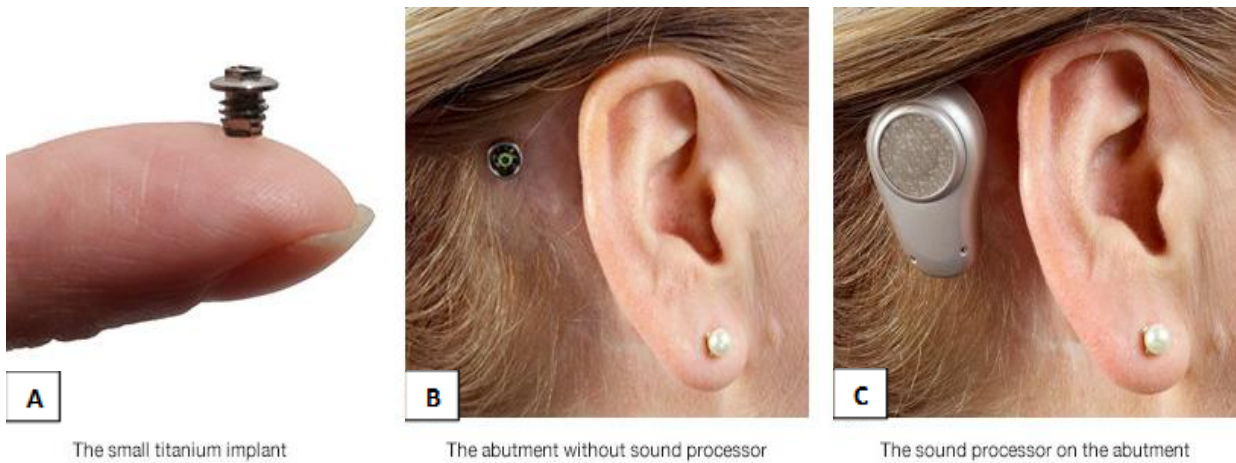 A
B
C
The small titanium implant
The abutment without sound processor
The sound processor on the abutment